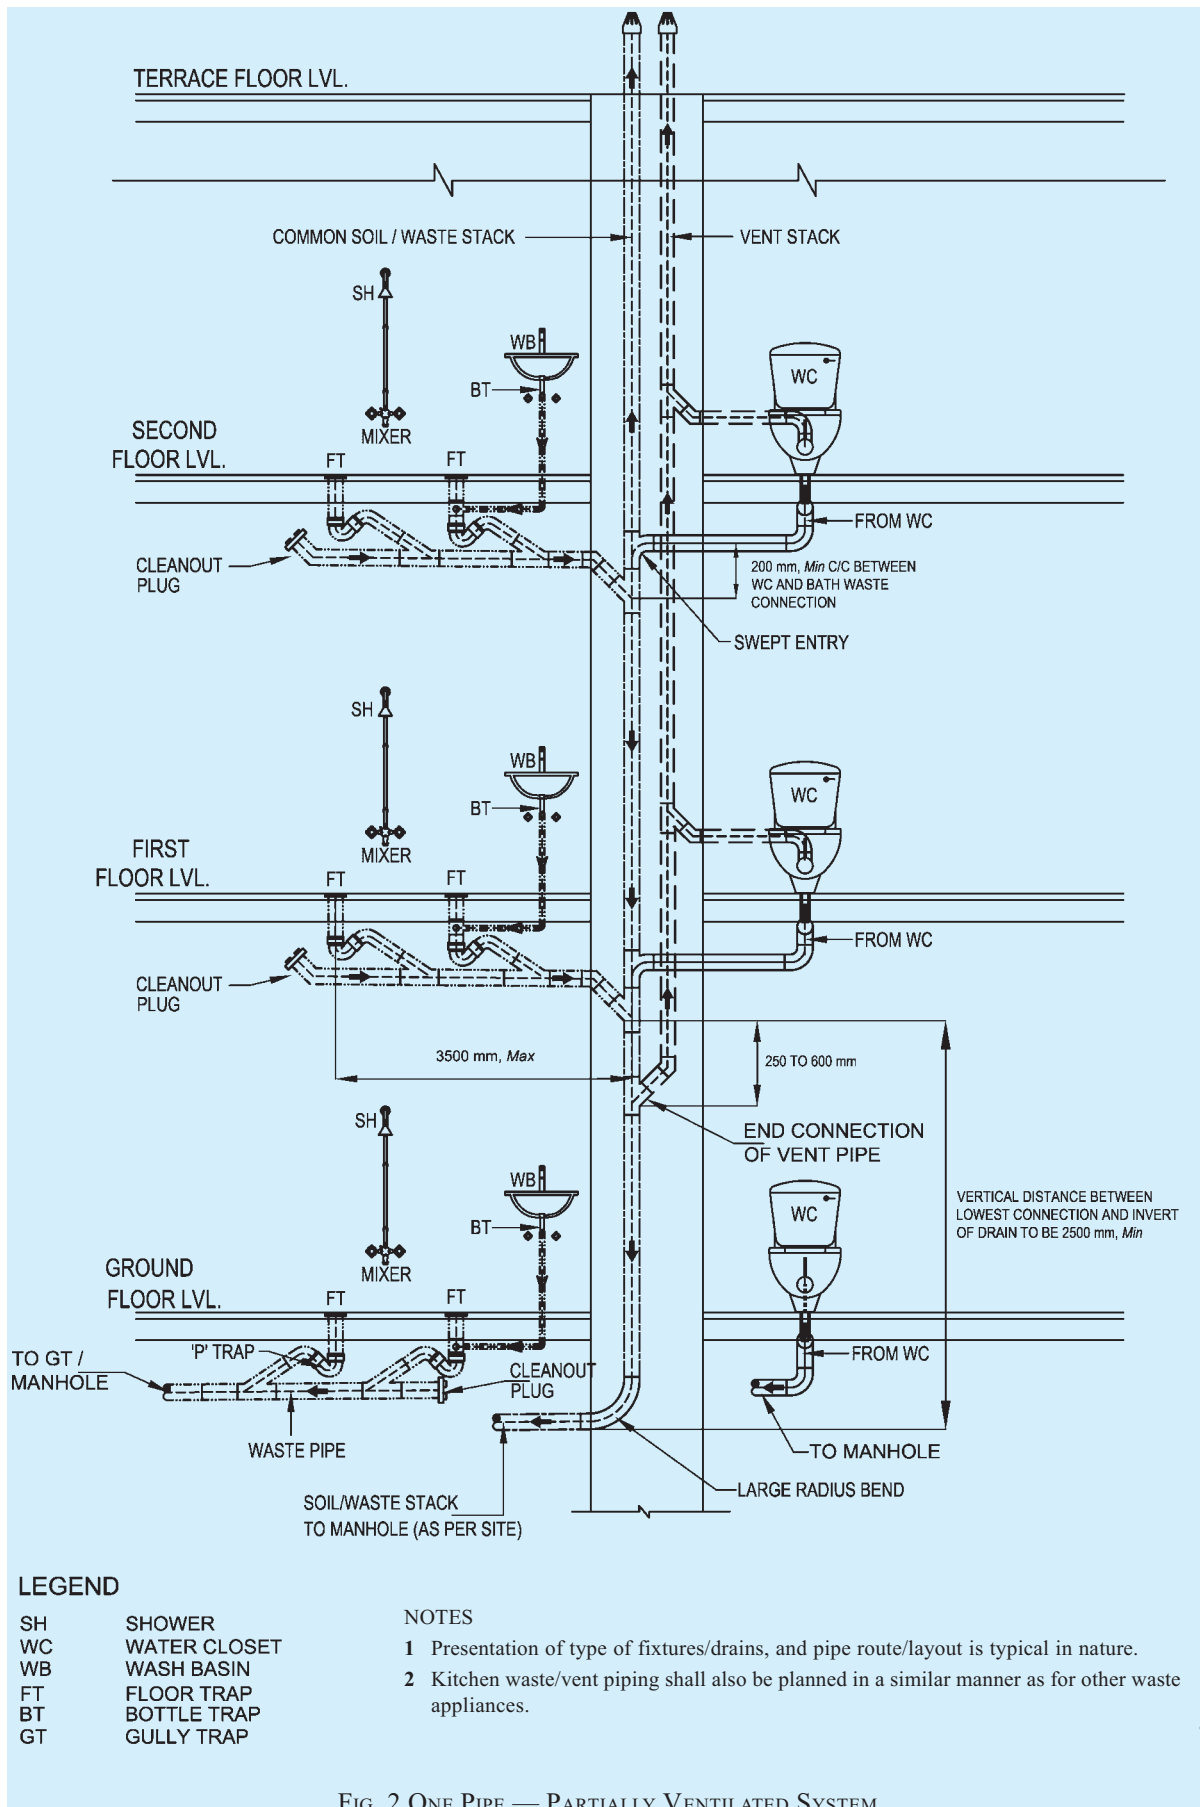 TERRACE FLOOR LVL.
COMMON SOIL / WASTE STACK
VENT STACK
SH
WB
BT
WC
MIXER
SECOND
FLOOR LVL.
FT
FT
FROM WC
CLEANOUT
PLUG
200 mm, Min C/C BETWEEN
WC AND BATH WASTE
CONNECTION
SWEPT ENTRY
SH
WB
BT
WC
MIXER
FIRST
FLOOR LVL.
FT
FT
FROM WC
CLEANOUT
PLUG
3500 mm, Max
250 TO 600 mm
SH
END CONNECTION
OF VENT PIPE
WB
BT
WC
VERTICAL DISTANCE BETWEEN
LOWEST CONNECTION AND INVERT
OF DRAIN TO BE 2500 mm, Min
MIXER
GROUND
FLOOR LVL.
FT
FT
'P' TRAP
TO GT /
MANHOLE
CLEANOUT
PLUG
FROM WC
WASTE PIPE
TO MANHOLE
LARGE RADIUS BEND
SOIL/WASTE STACK
TO MANHOLE (AS PER SITE)
LEGEND
SH SHOWER
WC WATER CLOSET
WB WASH BASIN
FT FLOOR TRAP
BT BOTTLE TRAP
GT GULLY TRAP
NOTES
1 Presentation of type of fixtures/drains, and pipe route/layout is typical in nature.
2 Kitchen waste/vent piping shall also be planned in a similar manner as for other waste
appliances.
FIG. 2 ONE PIPE — PARTIALLY VENTILATED SYSTEM